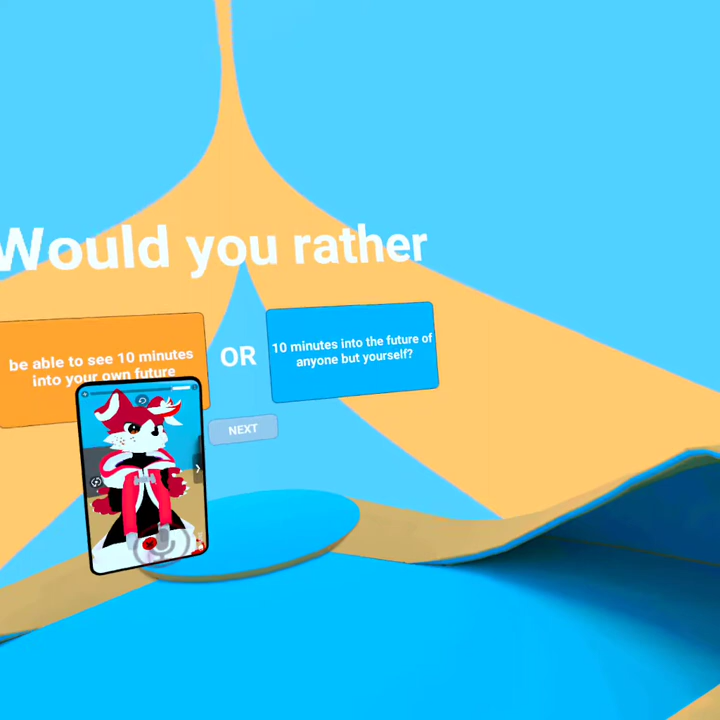 Would you rather
be able to see 10 minutes
into your own future
OR
10 minutes into the future of
anyone but yourself?
NEXT